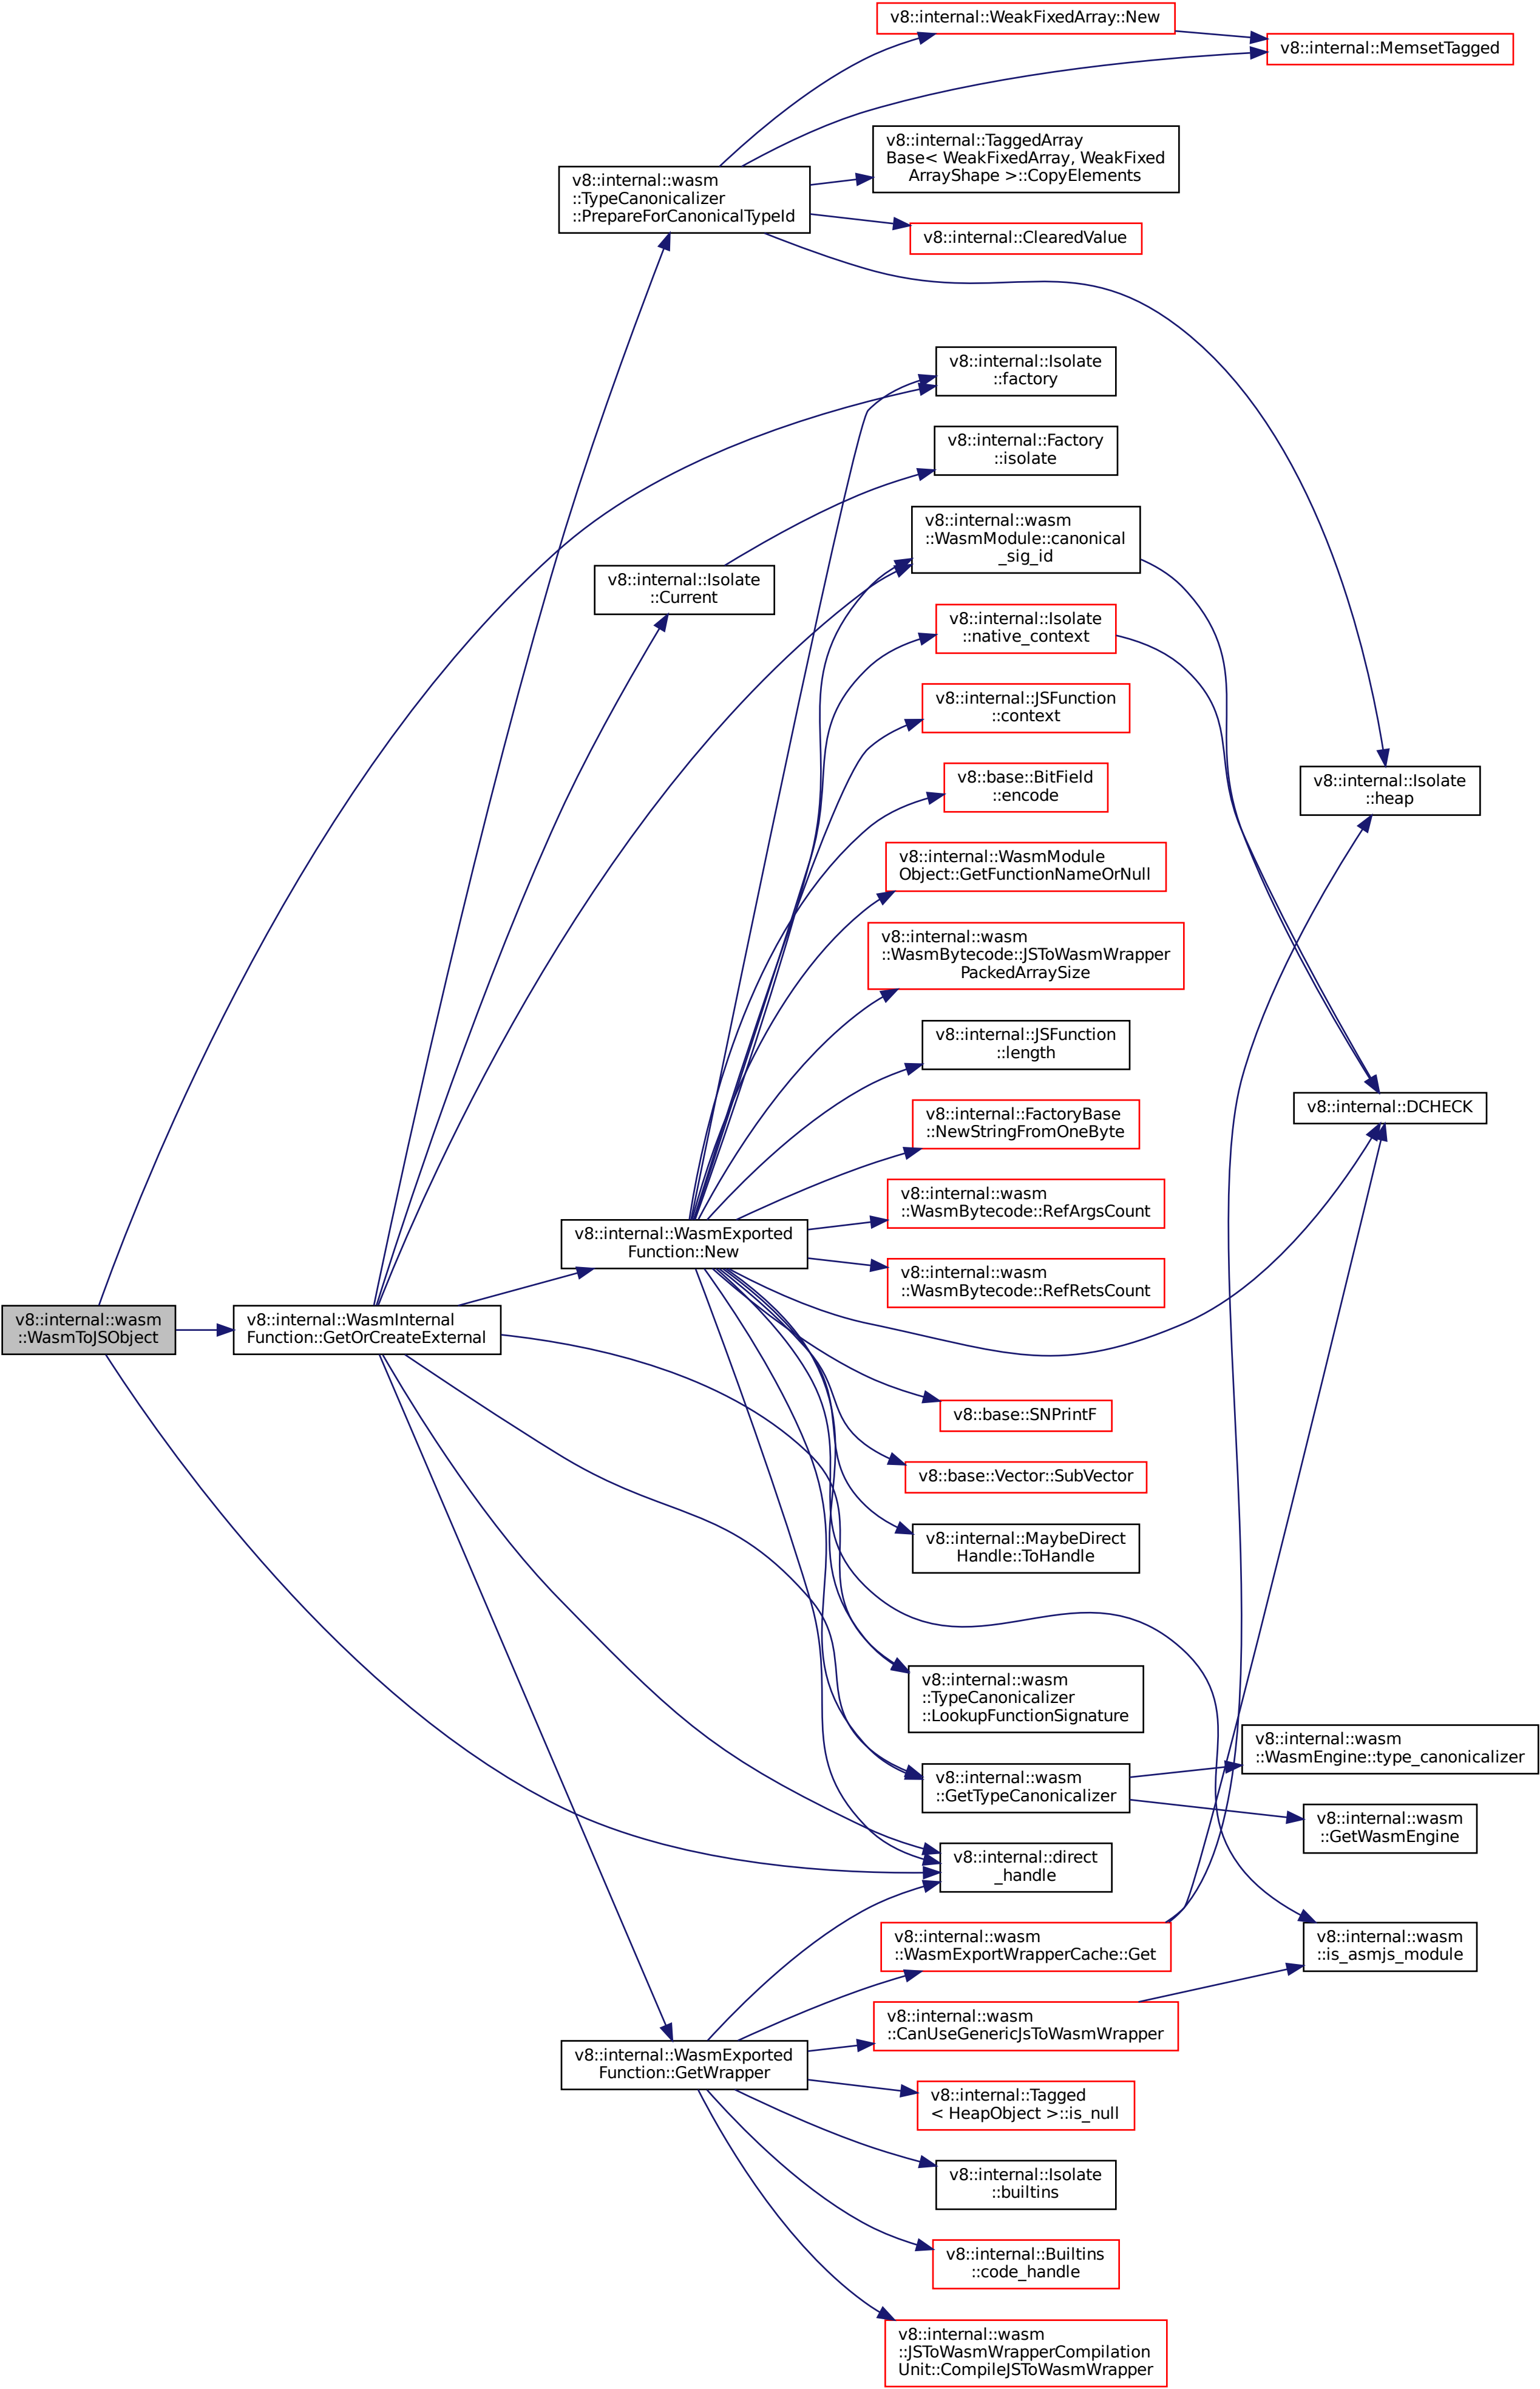 v8::internal::WeakFixedArray::New
v8::internal::MemsetTagged
v8::internal::TaggedArray
Base< WeakFixedArray, WeakFixed
ArrayShape >::CopyElements
v8::internal::wasm
::TypeCanonicalizer
::PrepareForCanonicalTypeId
v8::internal::ClearedValue
v8::internal::Isolate
::factory
v8::internal::Factory
::isolate
v8::internal::wasm
::WasmModule::canonical
_sig_id
v8::internal::Isolate
::Current
v8::internal::Isolate
::native_context
v8::internal::JSFunction
::context
v8::base::BitField
::encode
v8::internal::Isolate
::heap
v8::internal::WasmModule
Object::GetFunctionNameOrNull
v8::internal::wasm
::WasmBytecode::JSToWasmWrapper
PackedArraySize
v8::internal::JSFunction
::length
v8::internal::DCHECK
v8::internal::FactoryBase
::NewStringFromOneByte
v8::internal::wasm
::WasmBytecode::RefArgsCount
v8::internal::WasmExported
Function::New
v8::internal::wasm
::WasmBytecode::RefRetsCount
v8::internal::wasm
::WasmToJSObject
v8::internal::WasmInternal
Function::GetOrCreateExternal
v8::base::SNPrintF
v8::base::Vector::SubVector
v8::internal::MaybeDirect
Handle::ToHandle
v8::internal::wasm
::TypeCanonicalizer
::LookupFunctionSignature
v8::internal::wasm
::WasmEngine::type_canonicalizer
v8::internal::wasm
::GetTypeCanonicalizer
v8::internal::wasm
::GetWasmEngine
v8::internal::direct
_handle
v8::internal::wasm
::WasmExportWrapperCache::Get
v8::internal::wasm
::is_asmjs_module
v8::internal::wasm
::CanUseGenericJsToWasmWrapper
v8::internal::WasmExported
Function::GetWrapper
v8::internal::Tagged
< HeapObject >::is_null
v8::internal::Isolate
::builtins
v8::internal::Builtins
::code_handle
v8::internal::wasm
::JSToWasmWrapperCompilation
Unit::CompileJSToWasmWrapper